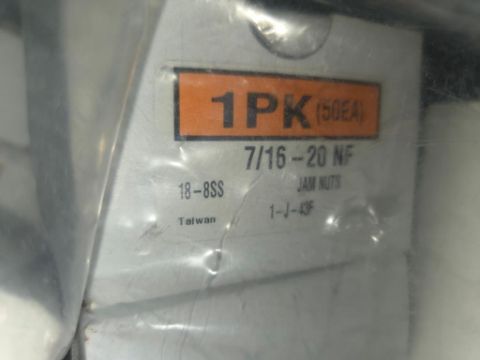 1PK (50EA)
7/16-20 NF
18-8SS JAM NUTS
Taiwan 1-J-43F